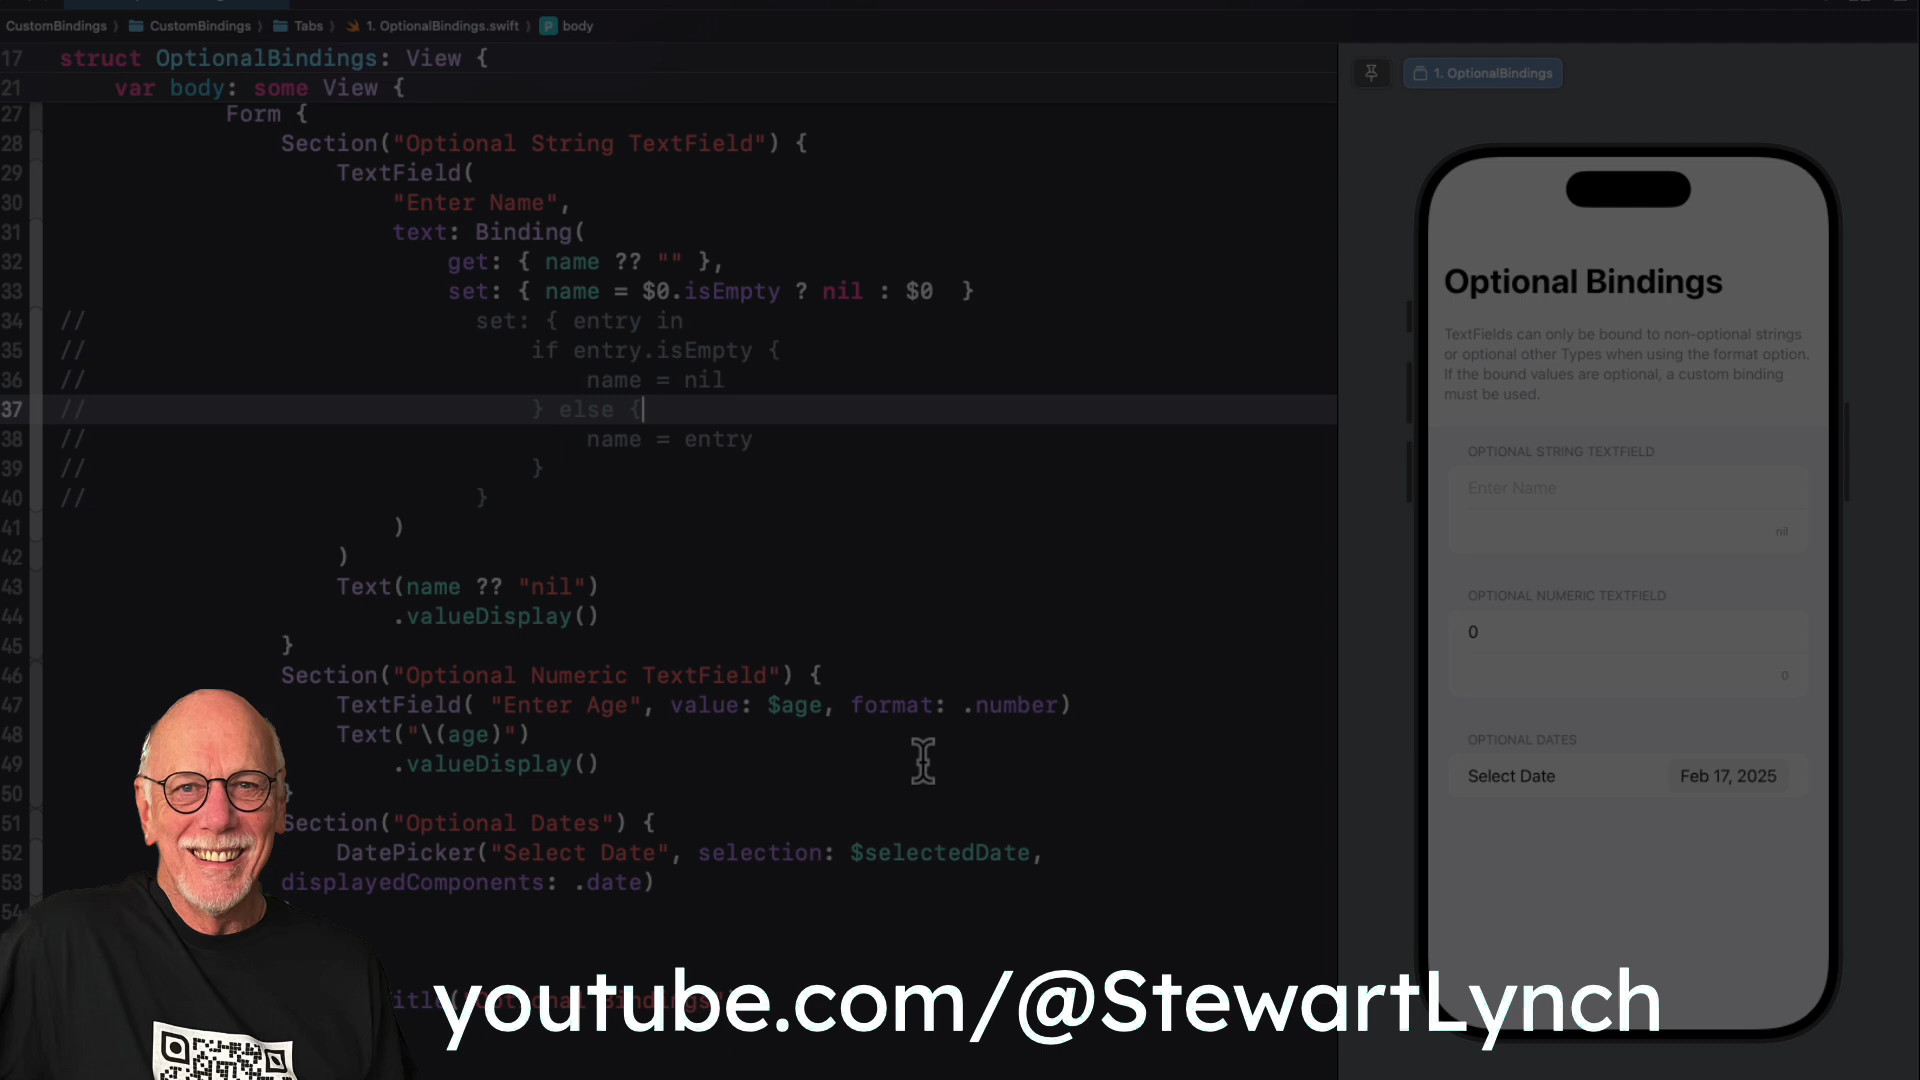 CustomBindings 〉 CustomBindings 〉 Tabs 〉 1. OptionalBindings.swift 〉 P body
17 struct OptionalBindings: View {
21 var body: some View {
27 Form {
28 Section("Optional String TextField") {
29 TextField(
30 "Enter Name",
31 text: Binding(
32 get: { name ?? "" },
33 set: { name = $0.isEmpty ? nil : $0  }
34 // set: { entry in
35 // if entry.isEmpty {
36 // name = nil
37 // } else {
38 // name = entry
39 // }
40 // }
41 )
42 )
43 Text(name ?? "nil")
44 .valueDisplay()
45 }
46 Section("Optional Numeric TextField") {
47 TextField( "Enter Age", value: $age, format: .number)
48 Text("\(age)")
49 .valueDisplay()
50 }
51 Section("Optional Dates") {
52 DatePicker("Select Date", selection: $selectedDate,
53 displayedComponents: .date)
54
youtube.com/@StewartLynch
1. OptionalBindings
Optional Bindings
TextFields can only be bound to non-optional strings
or optional other Types when using the format option.
If the bound values are optional, a custom binding
must be used.
OPTIONAL STRING TEXTFIELD
Enter Name
nil
OPTIONAL NUMERIC TEXTFIELD
0
0
OPTIONAL DATES
Select Date Feb 17, 2025